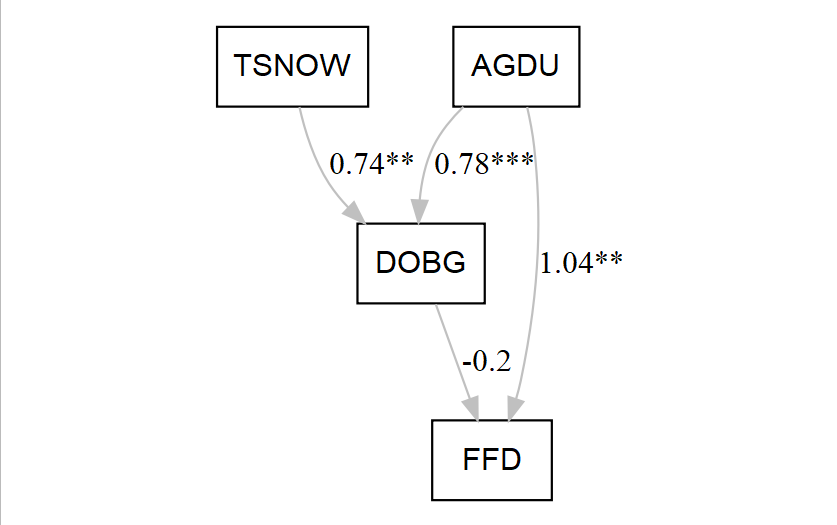 TSNOW
AGDU
0.74**
0.78***
DOBG
1.04**
-0.2
FFD